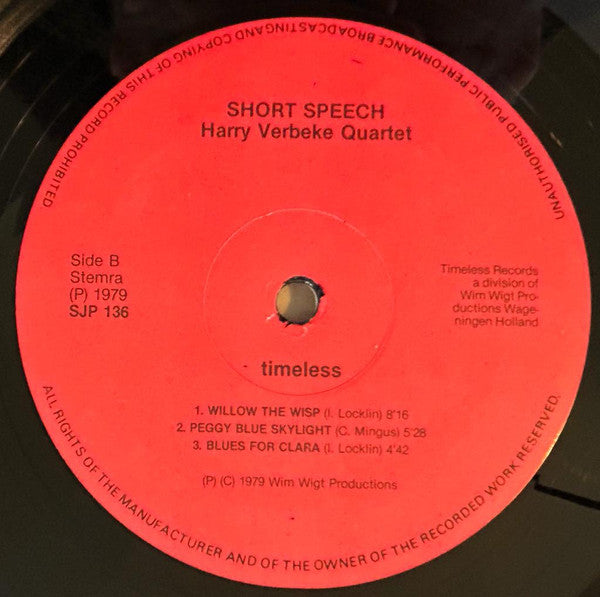 UNAUTHORISED PUBLIC PERFORMANCE BROADCASTING AND COPYING OF THIS RECORD PROHIBITED
SHORT SPEECH
Harry Verbeke Quartet
Side B
Stemra
(P) 1979
SJP 136
Timeless Records
a division of
Wim Wigt Pro-
ductions Wage-
ningen Holland
timeless
1. WILLOW THE WISP (I. Locklin) 8'16
2. PEGGY BLUE SKYLIGHT (C. Mingus) 5'28
3. BLUES FOR CLARA (I. Locklin) 4'42
(P) (C) 1979 Wim Wigt Productions
ALL RIGHTS OF THE MANUFACTURER AND OF THE OWNER OF THE RECORDED WORK RESERVED.